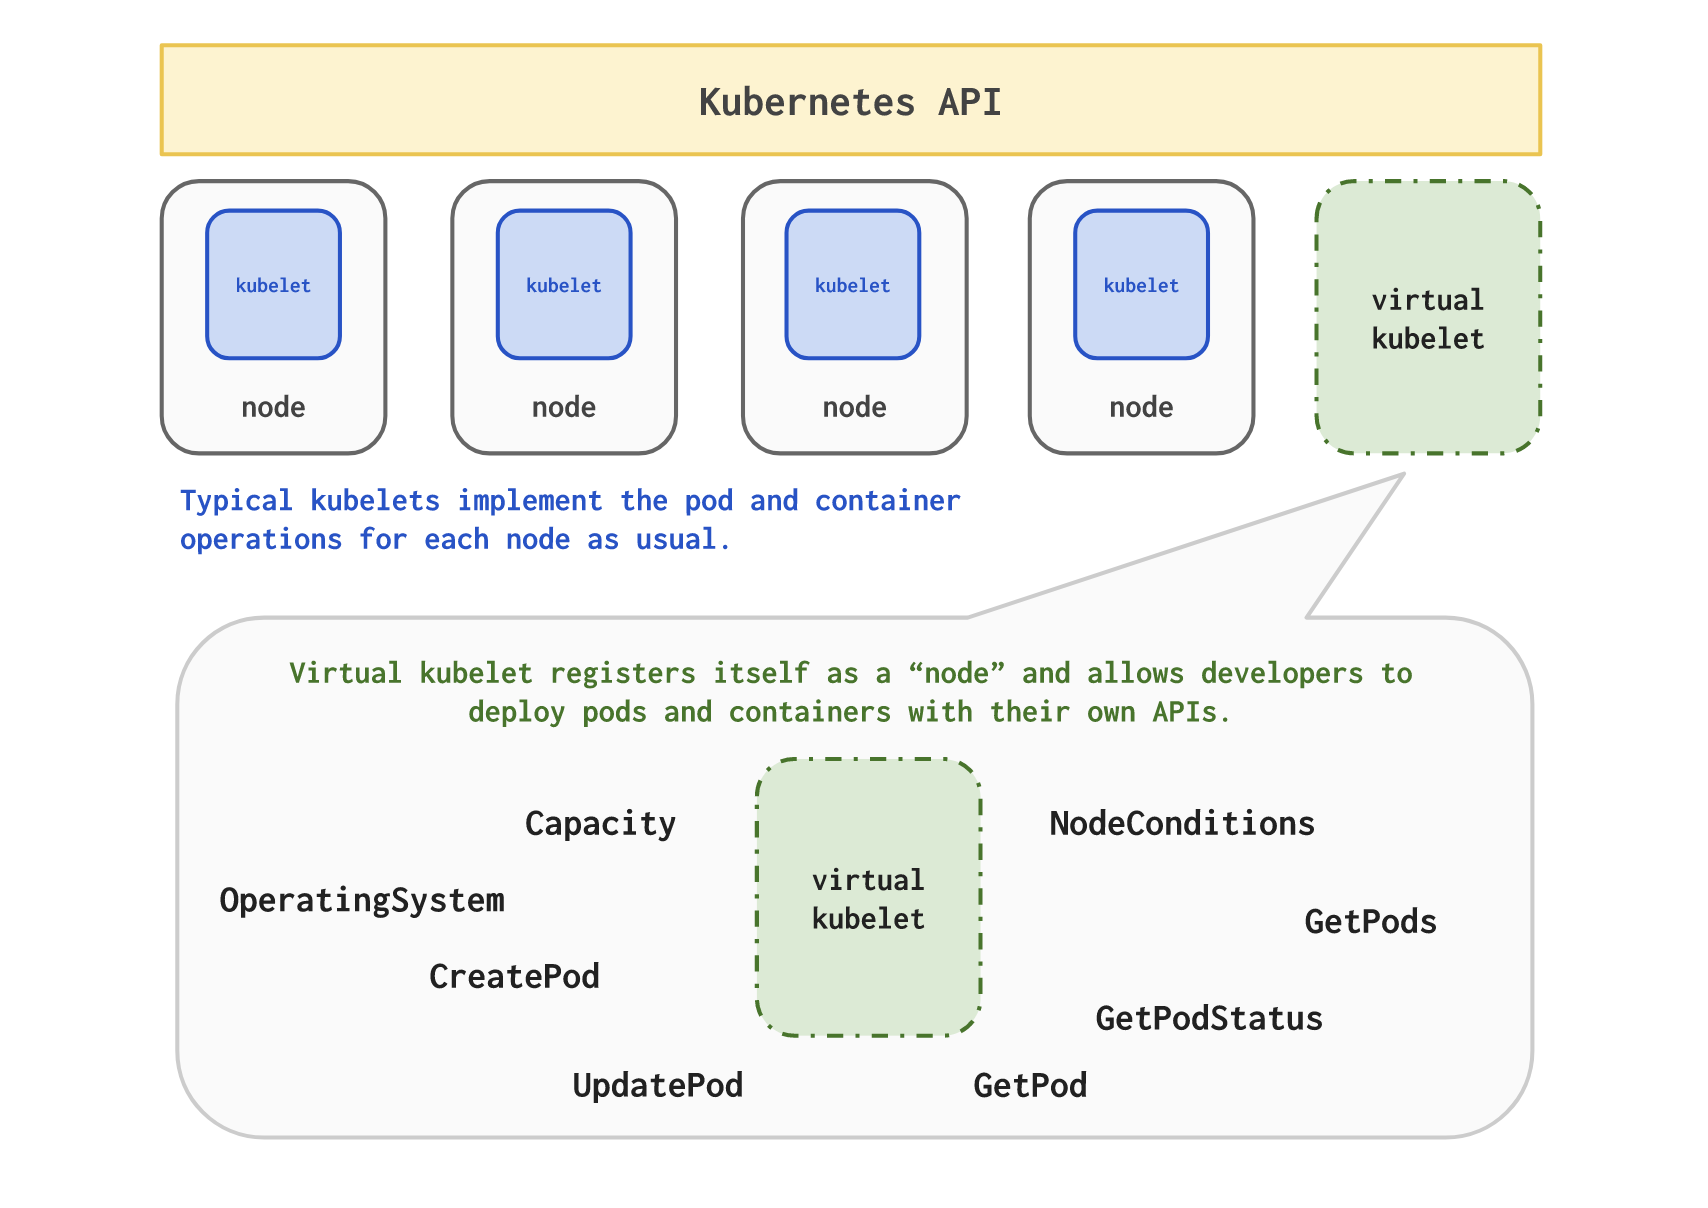 Kubernetes API
kubelet
node
kubelet
node
kubelet
node
kubelet
node
virtual
kubelet
Typical kubelets implement the pod and container
operations for each node as usual.
Virtual kubelet registers itself as a “node” and allows developers to
deploy pods and containers with their own APIs.
Capacity
NodeConditions
virtual
kubelet
OperatingSystem
GetPods
CreatePod
GetPodStatus
UpdatePod
GetPod